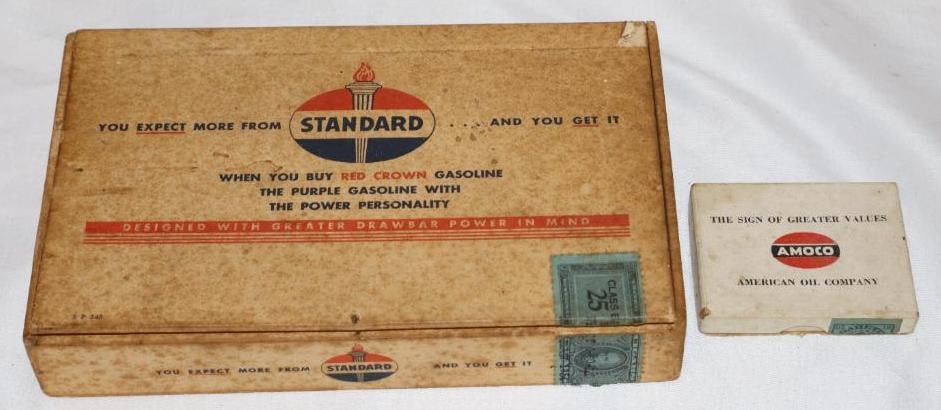 YOU EXPECT MORE FROM STANDARD ... AND YOU GET IT
WHEN YOU BUY RED CROWN GASOLINE
THE PURPLE GASOLINE WITH
THE POWER PERSONALITY
DESIGNED WITH GREATER DRAWBAR POWER IN MIND
CLASS
25
YOU EXPECT MORE FROM STANDARD AND YOU GET IT
THE SIGN OF GREATER VALUES
AMOCO
AMERICAN OIL COMPANY